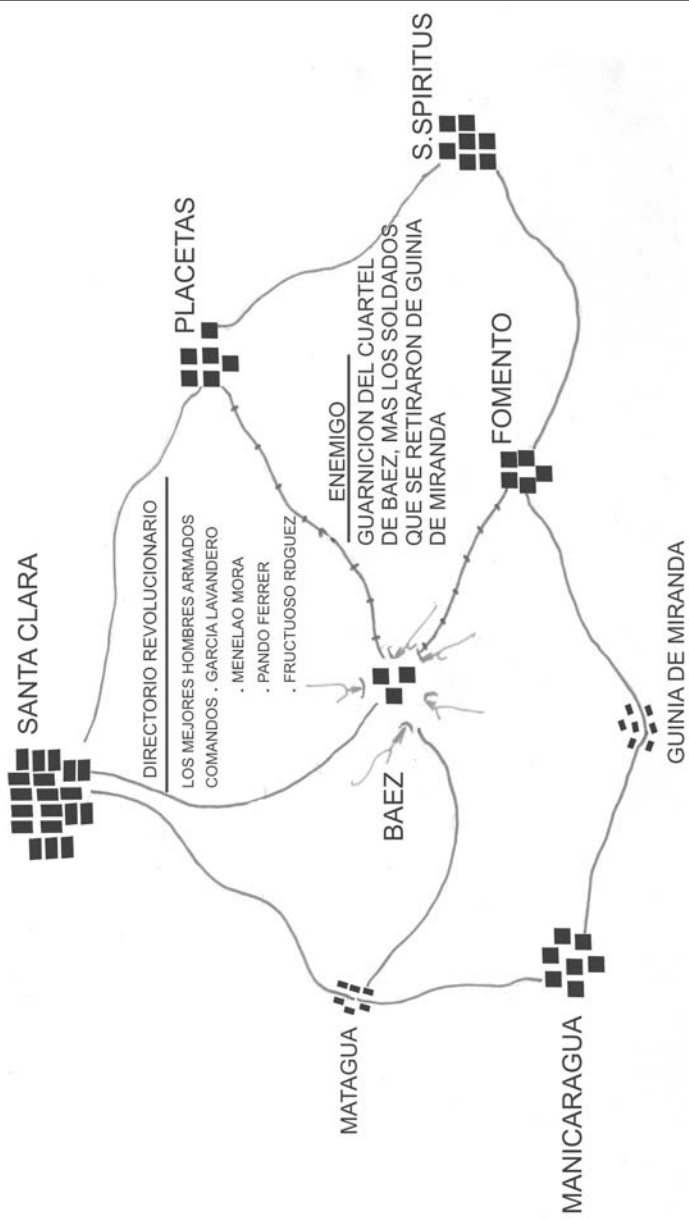 SANTA CLARA
PLACETAS
S.SPIRITUS
DIRECTORIO REVOLUCIONARIO
LOS MEJORES HOMBRES ARMADOS
COMANDOS . GARCIA LAVANDERO
. MENELAO MORA
. PANDO FERRER
. FRUCTUOSO RDGUEZ
ENEMIGO
GUARNICION DEL CUARTEL
DE BAEZ, MAS LOS SOLDADOS
QUE SE RETIRARON DE GUINIA
DE MIRANDA
BAEZ
FOMENTO
MATAGUA
MANICARAGUA
GUINIA DE MIRANDA